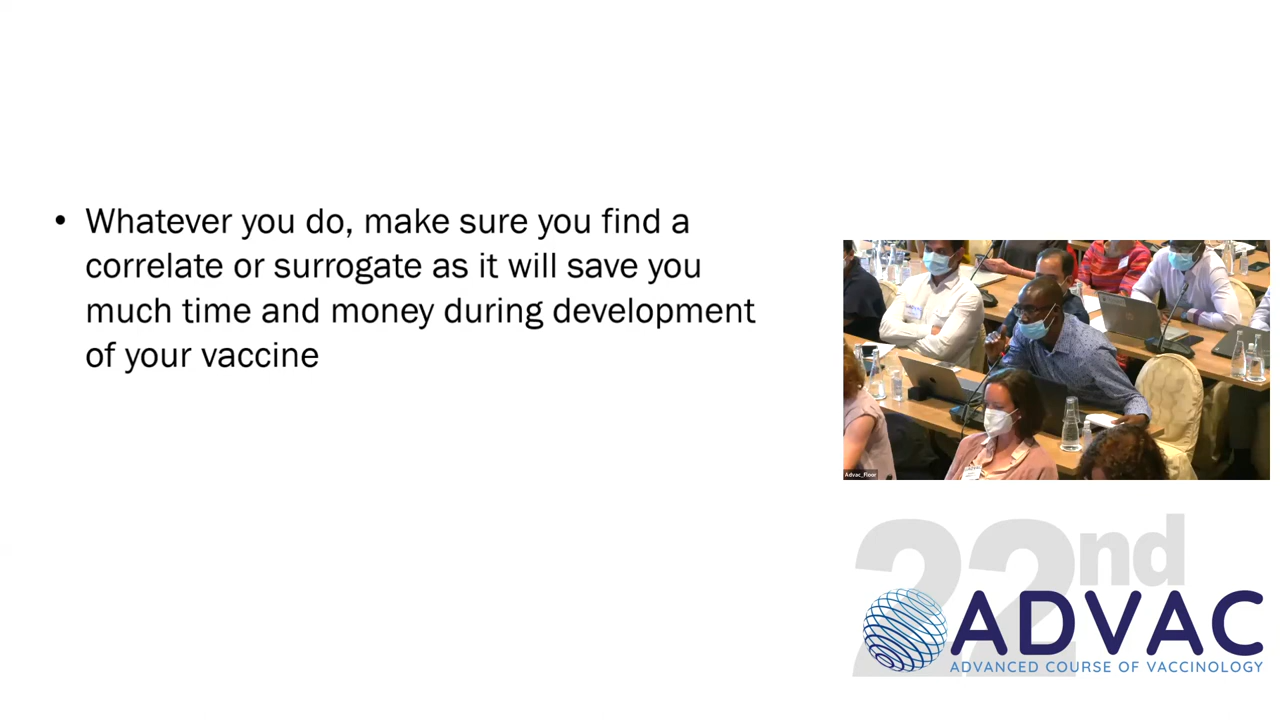 • Whatever you do, make sure you find a
correlate or surrogate as it will save you
much time and money during development
of your vaccine
Advac_Floor
22nd
ADVAC
ADVANCED COURSE OF VACCINOLOGY